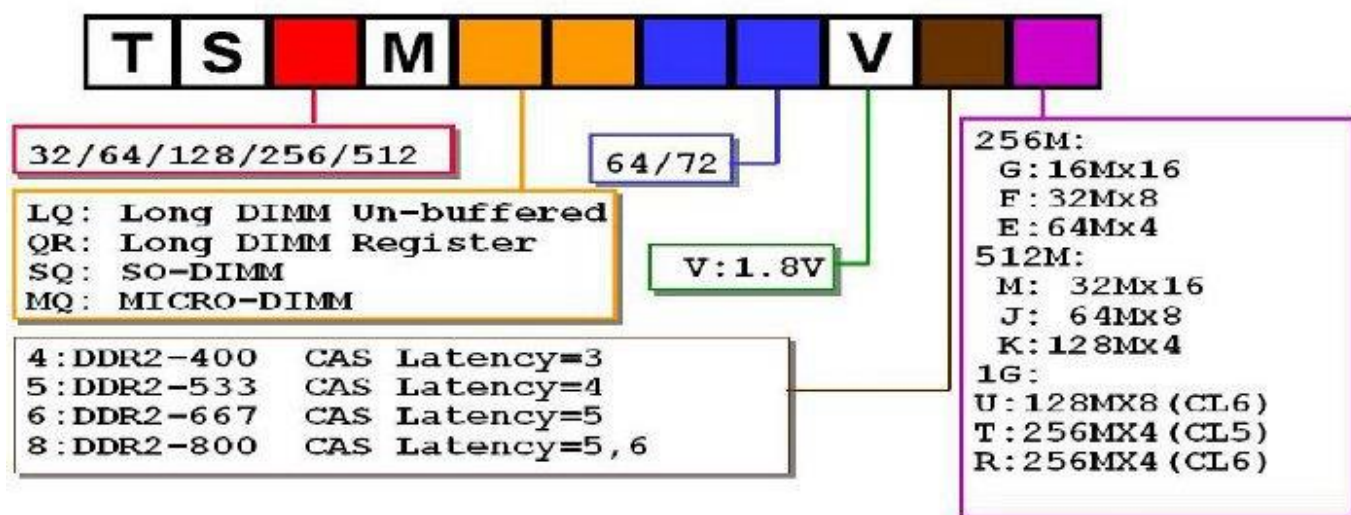 T S M V
32/64/128/256/512
64/72
LQ: Long DIMM Un-buffered
QR: Long DIMM Register
SQ: SO-DIMM
MQ: MICRO-DIMM
V:1.8V
4:DDR2-400 CAS Latency=3
5:DDR2-533 CAS Latency=4
6:DDR2-667 CAS Latency=5
8:DDR2-800 CAS Latency=5,6
256M:
G:16Mx16
F:32Mx8
E:64Mx4
512M:
M: 32Mx16
J: 64Mx8
K:128Mx4
1G:
U:128MX8(CL6)
T:256MX4(CL5)
R:256MX4(CL6)